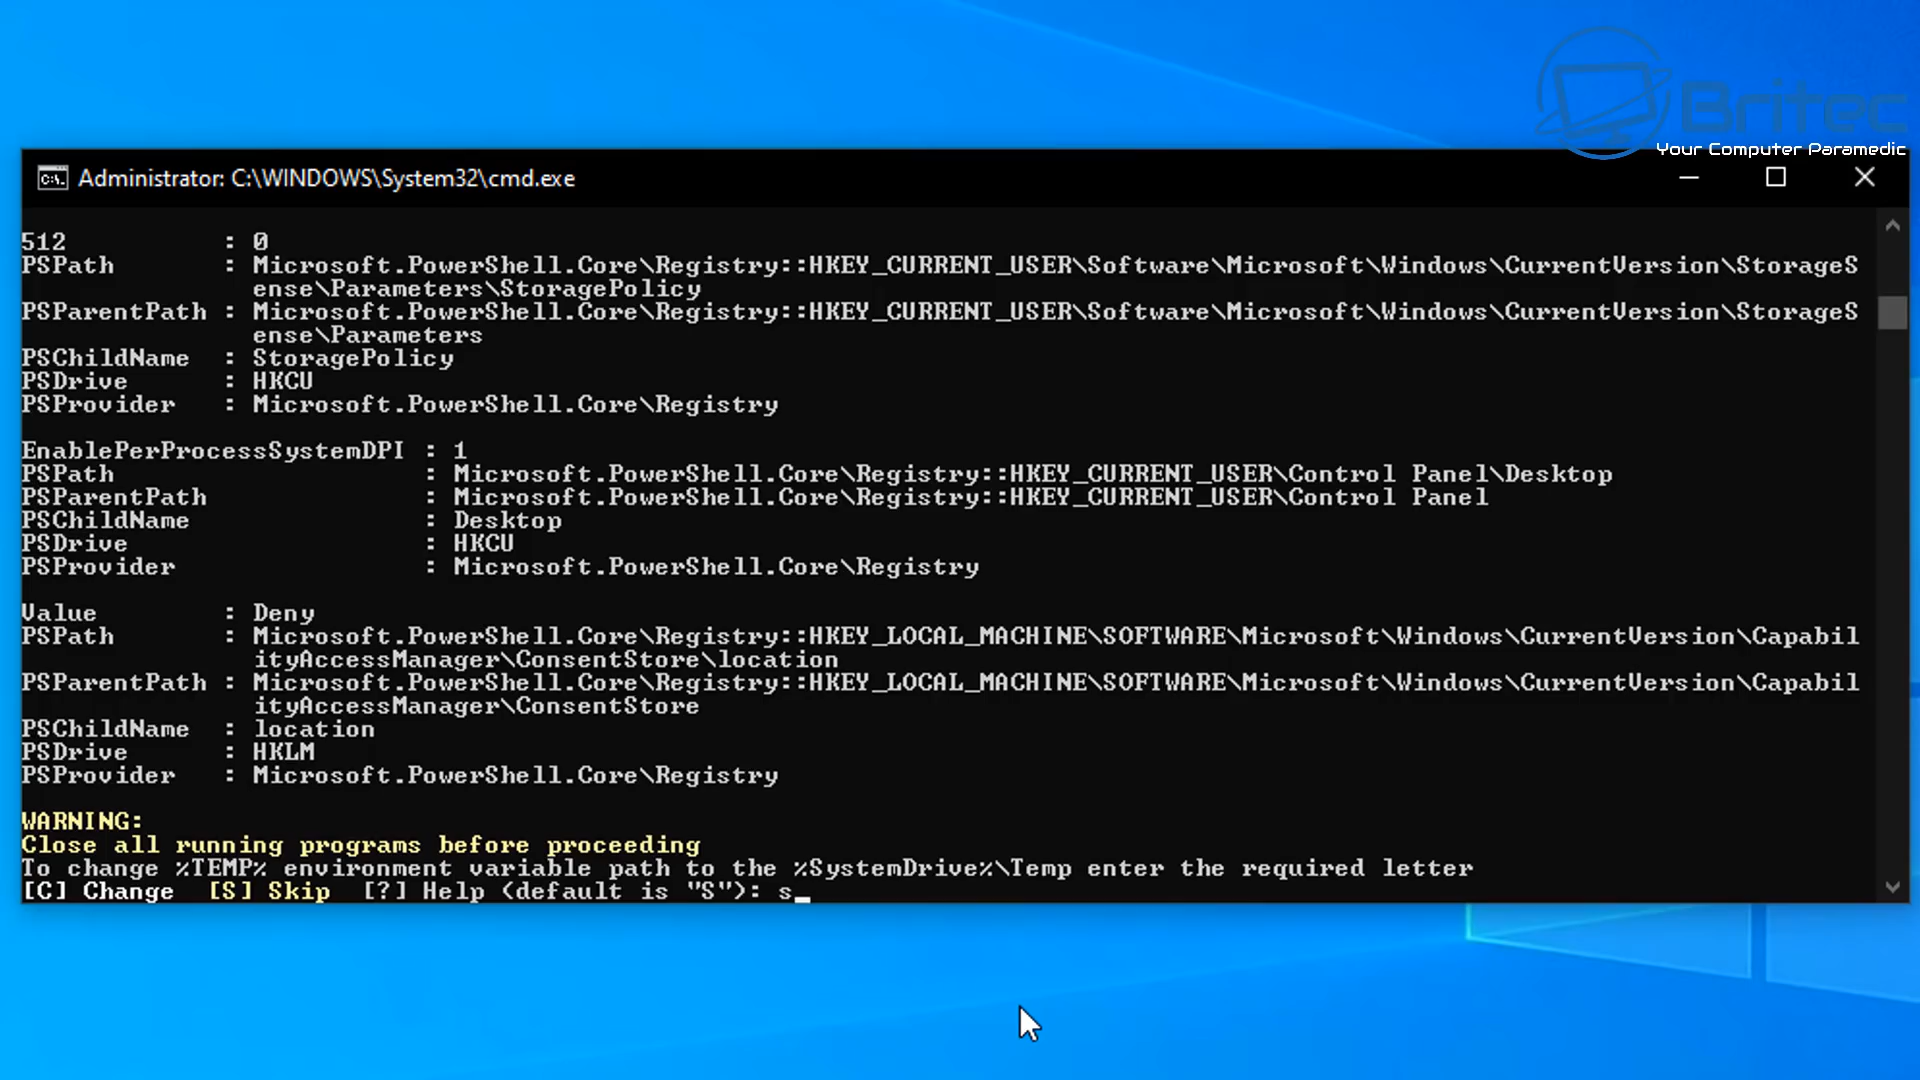 Britec
Your Computer Paramedic
Administrator: C:\WINDOWS\System32\cmd.exe
512 : 0
PSPath : Microsoft.PowerShell.Core\Registry::HKEY_CURRENT_USER\Software\Microsoft\Windows\CurrentVersion\StorageS
ense\Parameters\StoragePolicy
PSParentPath : Microsoft.PowerShell.Core\Registry::HKEY_CURRENT_USER\Software\Microsoft\Windows\CurrentVersion\StorageS
ense\Parameters
PSChildName : StoragePolicy
PSDrive : HKCU
PSProvider : Microsoft.PowerShell.Core\Registry
EnablePerProcessSystemDPI : 1
PSPath : Microsoft.PowerShell.Core\Registry::HKEY_CURRENT_USER\Control Panel\Desktop
PSParentPath : Microsoft.PowerShell.Core\Registry::HKEY_CURRENT_USER\Control Panel
PSChildName : Desktop
PSDrive : HKCU
PSProvider : Microsoft.PowerShell.Core\Registry
Value : Deny
PSPath : Microsoft.PowerShell.Core\Registry::HKEY_LOCAL_MACHINE\SOFTWARE\Microsoft\Windows\CurrentVersion\Capabil
ityAccessManager\ConsentStore\location
PSParentPath : Microsoft.PowerShell.Core\Registry::HKEY_LOCAL_MACHINE\SOFTWARE\Microsoft\Windows\CurrentVersion\Capabil
ityAccessManager\ConsentStore
PSChildName : location
PSDrive : HKLM
PSProvider : Microsoft.PowerShell.Core\Registry
WARNING:
Close all running programs before proceeding
To change %TEMP% environment variable path to the %SystemDrive%\Temp enter the required letter
[C] Change [S] Skip [?] Help (default is "S"): s_